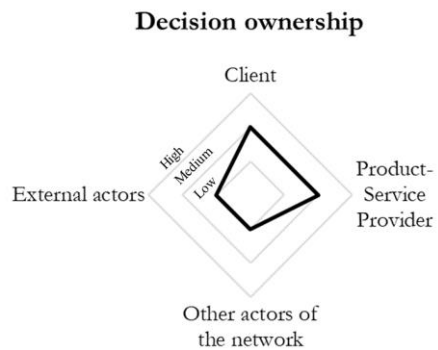 Decision ownership
Client
High
Medium
Low
External actors
Product-
Service
Provider
Other actors of
the network